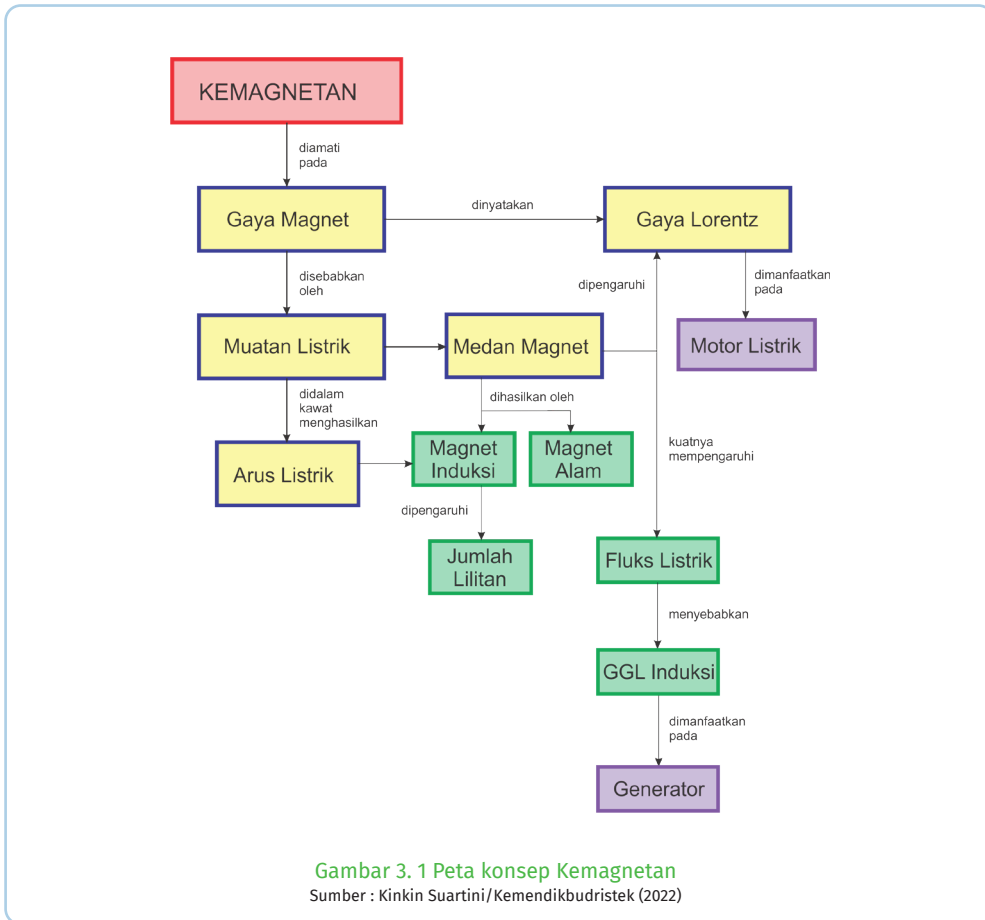 KEMAGNETAN
diamati
pada
Gaya Magnet
dinyatakan
Gaya Lorentz
disebabkan
oleh
dipengaruhi
dimanfaatkan
pada
Muatan Listrik
Medan Magnet
Motor Listrik
didalam
kawat
menghasilkan
dihasilkan oleh
kuatnya
mempengaruhi
Arus Listrik
Magnet
Induksi
Magnet
Alam
dipengaruhi
Jumlah
Lilitan
Fluks Listrik
menyebabkan
GGL Induksi
dimanfaatkan
pada
Generator
Gambar 3. 1 Peta konsep Kemagnetan
Sumber : Kinkin Suartini/Kemendikbudristek (2022)